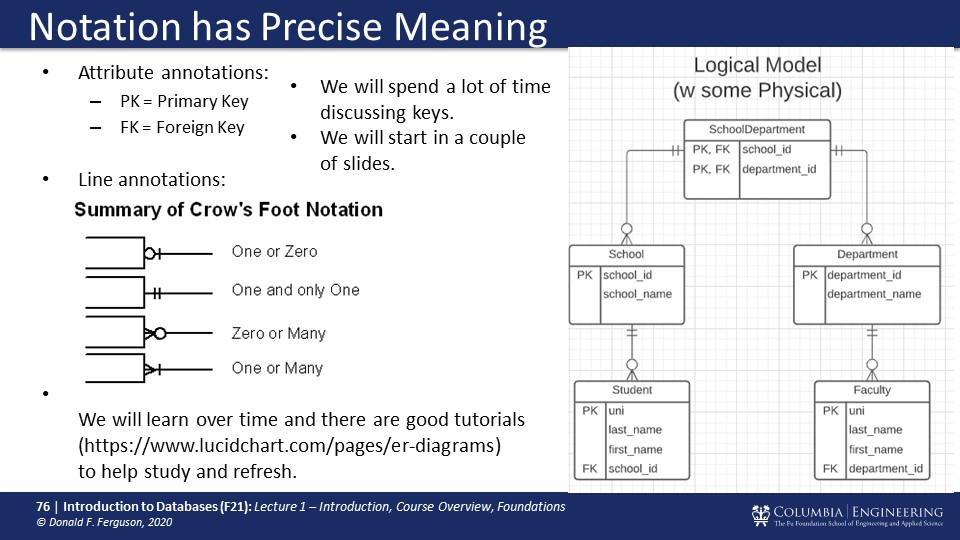 Notation has Precise Meaning
• Attribute annotations:
– PK = Primary Key
– FK = Foreign Key
• We will spend a lot of time
discussing keys.
• We will start in a couple
of slides.
• Line annotations:
Summary of Crow's Foot Notation
One or Zero
One and only One
Zero or Many
One or Many
•
We will learn over time and there are good tutorials
(https://www.lucidchart.com/pages/er-diagrams)
to help study and refresh.
Logical Model
(w some Physical)
SchoolDepartment
PK, FK school_id
PK, FK department_id
School
PK school_id
school_name
Department
PK department_id
department_name
Student
PK uni
last_name
first_name
FK school_id
Faculty
PK uni
last_name
first_name
FK department_id
76 | Introduction to Databases (F21): Lecture 1 – Introduction, Course Overview, Foundations
© Donald F. Ferguson, 2020
COLUMBIA | ENGINEERING
The Fu Foundation School of Engineering and Applied Science